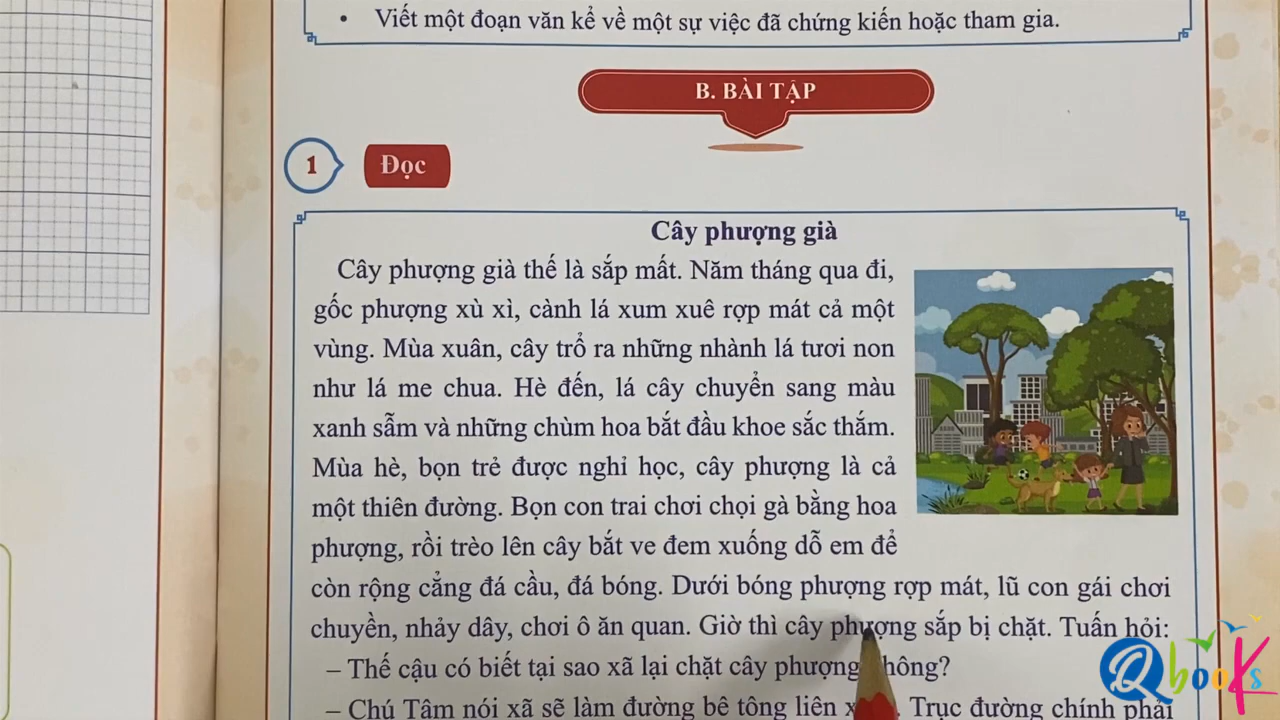 • Viết một đoạn văn kể về một sự việc đã chứng kiến hoặc tham gia.
B. BÀI TẬP
1 Đọc
Cây phượng già
Cây phượng già thế là sắp mất. Năm tháng qua đi,
gốc phượng xù xì, cành lá xum xuê rợp mát cả một
vùng. Mùa xuân, cây trổ ra những nhành lá tươi non
như lá me chua. Hè đến, lá cây chuyển sang màu
xanh sẫm và những chùm hoa bắt đầu khoe sắc thắm.
Mùa hè, bọn trẻ được nghỉ học, cây phượng là cả
một thiên đường. Bọn con trai chơi chọi gà bằng hoa
phượng, rồi trèo lên cây bắt ve đem xuống dỗ em để
còn rộng cẳng đá cầu, đá bóng. Dưới bóng phượng rợp mát, lũ con gái chơi
chuyền, nhảy dây, chơi ô ăn quan. Giờ thì cây phượng sắp bị chặt. Tuấn hỏi:
– Thế cậu có biết tại sao xã lại chặt cây phượng không?
– Chú Tâm nói xã sẽ làm đường bê tông liên Trục đường chính phải
Qbooks